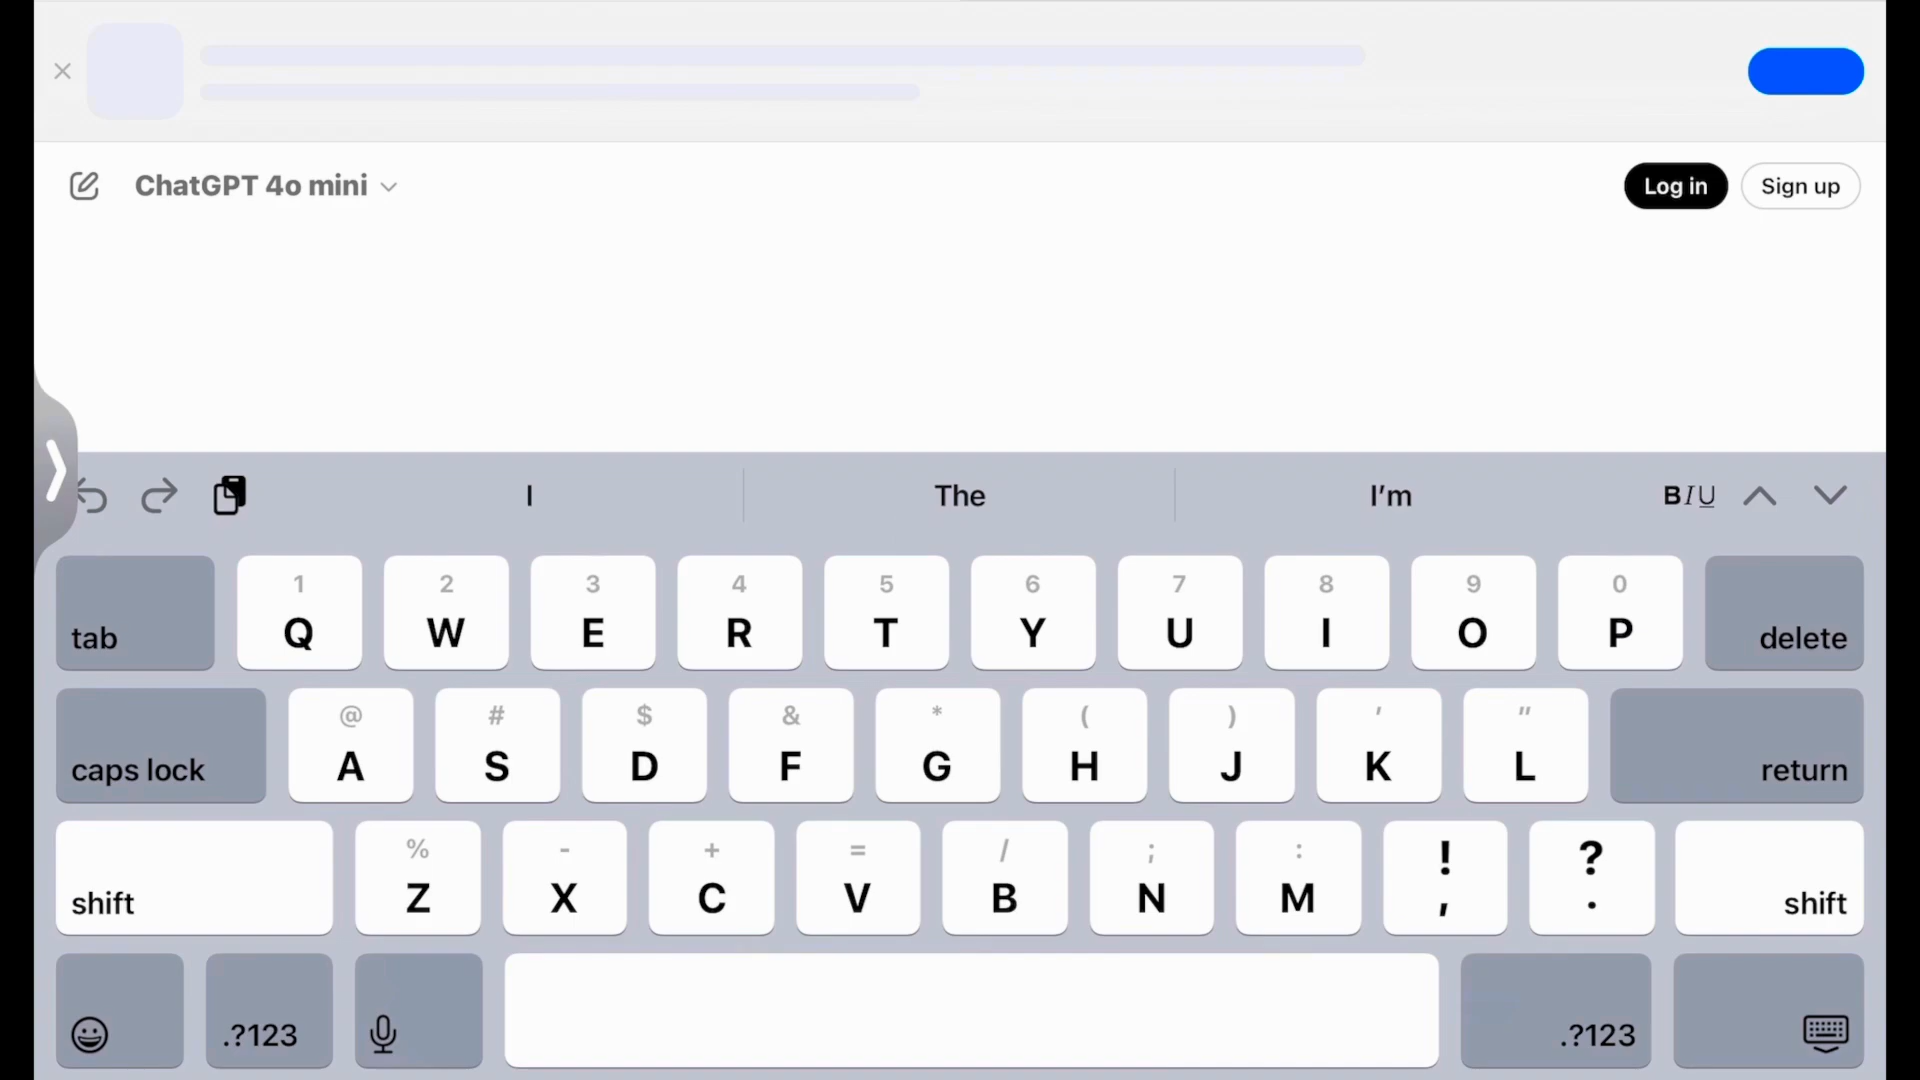 ChatGPT 4o mini
Log in
Sign up
I
The
I’m
BIU
tab
1 2 3 4 5 6 7 8 9 0
Q W E R T Y U I O P
delete
caps lock
@ # $ & * ( ) ' "
A S D F G H J K L
return
shift
% - + = / ; : ! ?
Z X C V B N M , .
shift
.?123
.?123